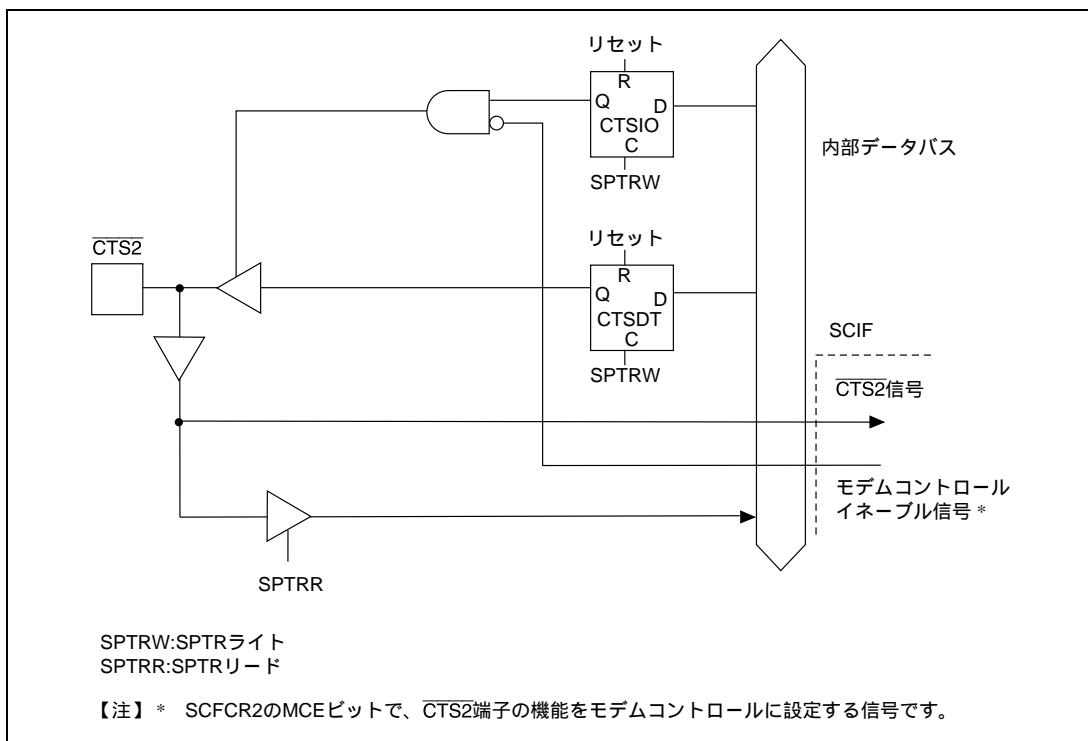 リセット
R
Q
D
CTSIO
C
SPTRW
内部データバス
CTS2
リセット
R
Q
D
CTSDT
C
SPTRW
SCIF
CTS2信号
モデムコントロール
イネーブル信号 *
SPTRR
SPTRW:SPTRライト
SPTRR:SPTRリード
【注】 * SCFCR2のMCEビットで、CTS2端子の機能をモデムコントロールに設定する信号です。